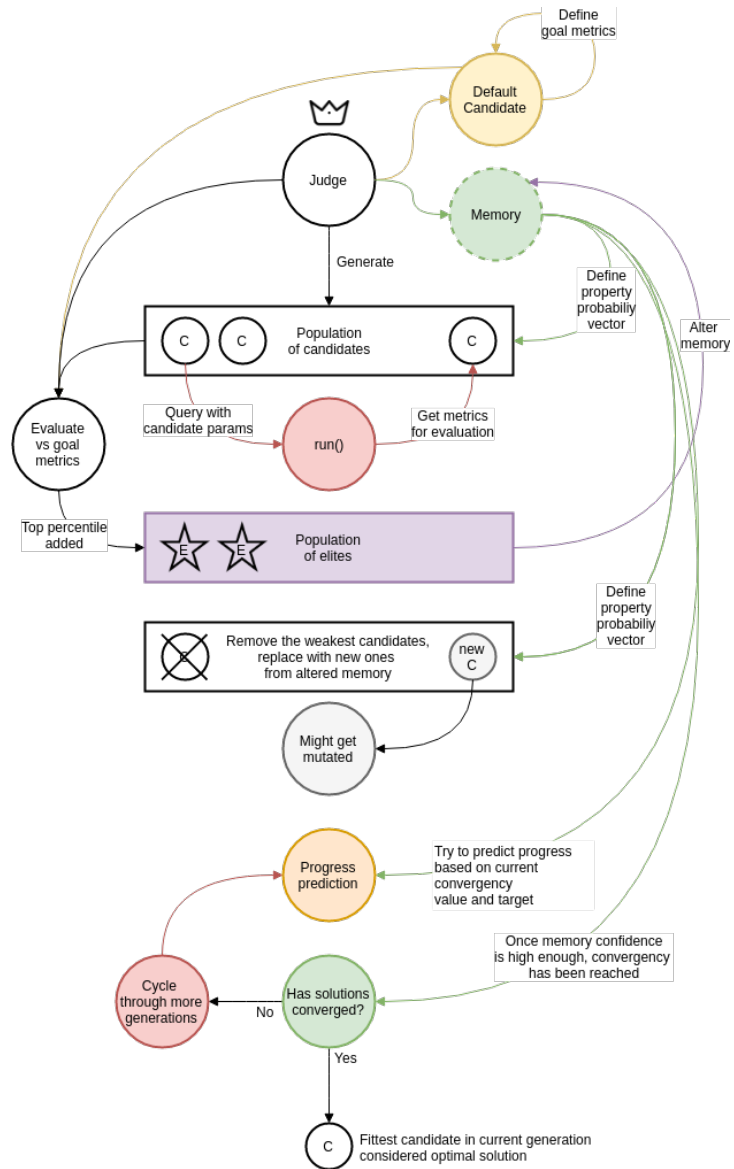 Define
goal metrics
Default
Candidate
Judge
Memory
Generate
Define
property
probabiliy
vector
Alter
memory
C
C
Population
of candidates
C
Query with
candidate params
run()
Get metrics
for evaluation
Evaluate
vs goal
metrics
Top percentile
added
E
E
Population
of elites
Define
property
probabiliy
vector
C
Remove the weakest candidates,
replace with new ones
from altered memory
new
C
Might get
mutated
Progress
prediction
Try to predict progress
based on current
convergency
value and target
Once memory confidence
is high enough, convergency
has been reached
Cycle
through more
generations
No
Has solutions
converged?
Yes
C
Fittest candidate in current generation
considered optimal solution